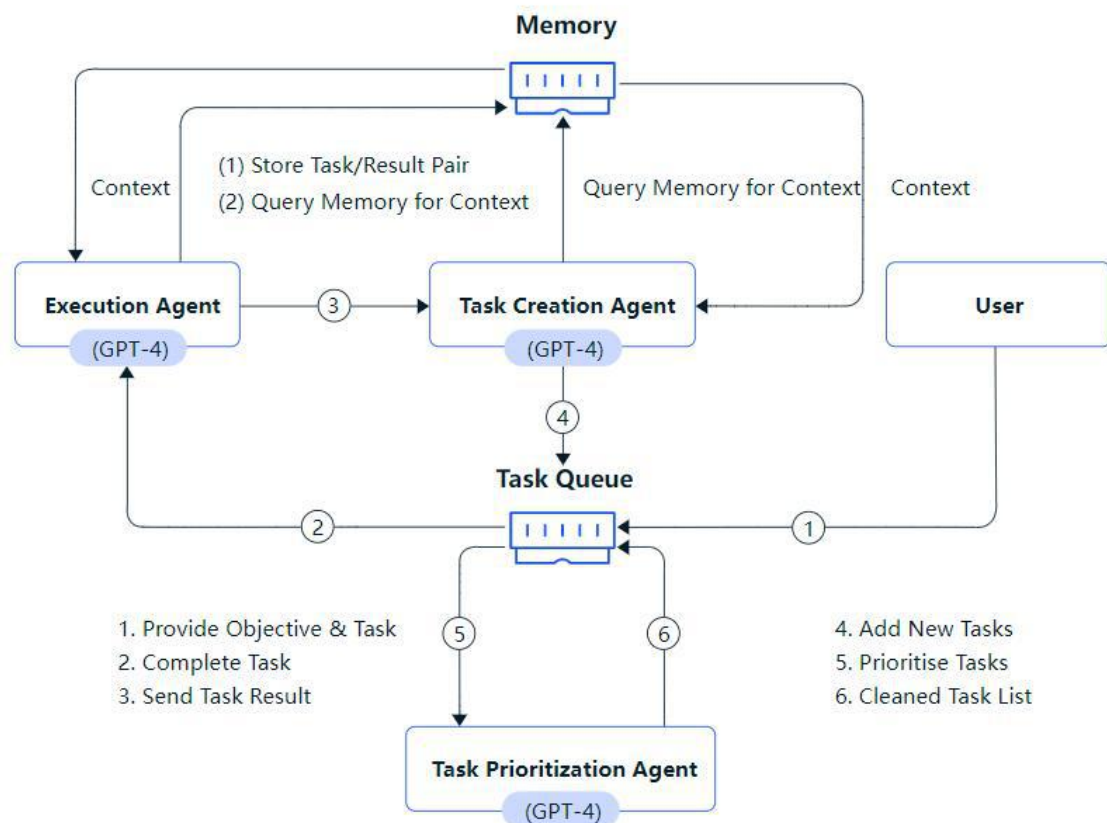 Memory
(1) Store Task/Result Pair
(2) Query Memory for Context
Context
Query Memory for Context
Context
Execution Agent
(GPT-4)
3
Task Creation Agent
(GPT-4)
User
4
Task Queue
2
1
1. Provide Objective & Task
2. Complete Task
3. Send Task Result
5
6
4. Add New Tasks
5. Prioritise Tasks
6. Cleaned Task List
Task Prioritization Agent
(GPT-4)